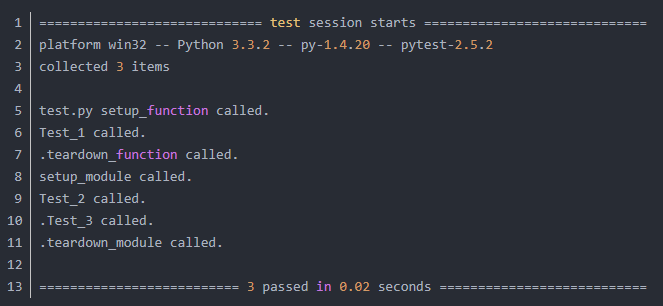 1 ============================= test session starts =============================
2 platform win32 -- Python 3.3.2 -- py-1.4.20 -- pytest-2.5.2
3 collected 3 items
4
5 test.py setup_function called.
6 Test_1 called.
7 .teardown_function called.
8 setup_module called.
9 Test_2 called.
10 .Test_3 called.
11 .teardown_module called.
12
13 ========================== 3 passed in 0.02 seconds ===========================